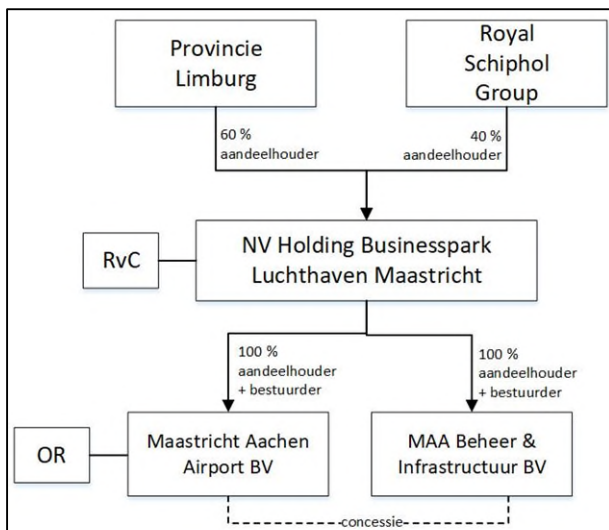 Provincie
Limburg
Royal
Schiphol
Group
60 %
aandeelhouder
40 %
aandeelhouder
RvC
NV Holding Businesspark
Luchthaven Maastricht
100 %
aandeelhouder
+ bestuurder
100 %
aandeelhouder
+ bestuurder
OR
Maastricht Aachen
Airport BV
MAA Beheer &
Infrastructuur BV
concessie